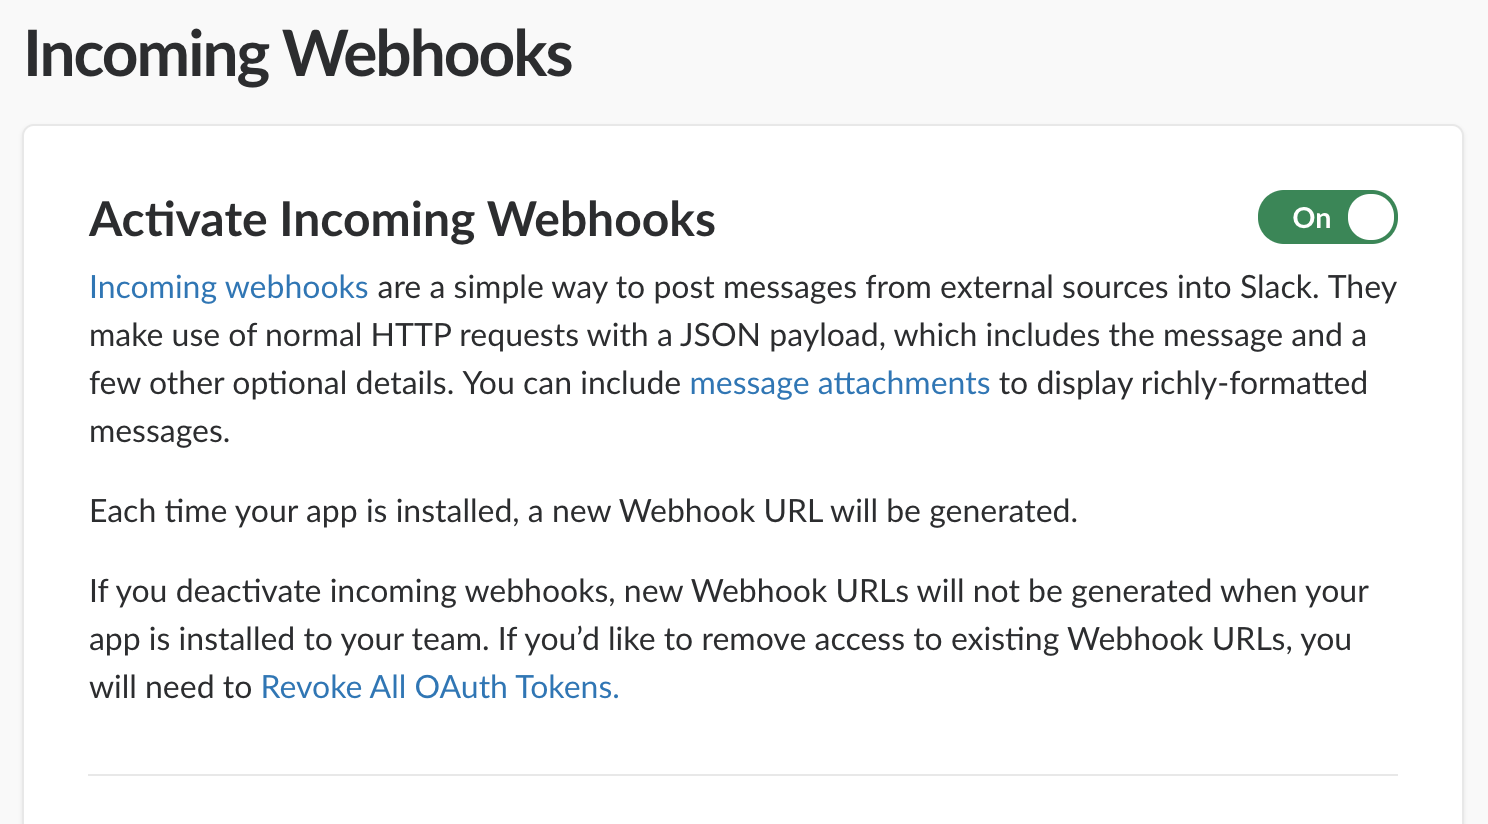 Incoming Webhooks
Activate Incoming Webhooks
On
Incoming webhooks are a simple way to post messages from external sources into Slack. They
make use of normal HTTP requests with a JSON payload, which includes the message and a
few other optional details. You can include message attachments to display richly-formatted
messages.
Each time your app is installed, a new Webhook URL will be generated.
If you deactivate incoming webhooks, new Webhook URLs will not be generated when your
app is installed to your team. If you’d like to remove access to existing Webhook URLs, you
will need to Revoke All OAuth Tokens.